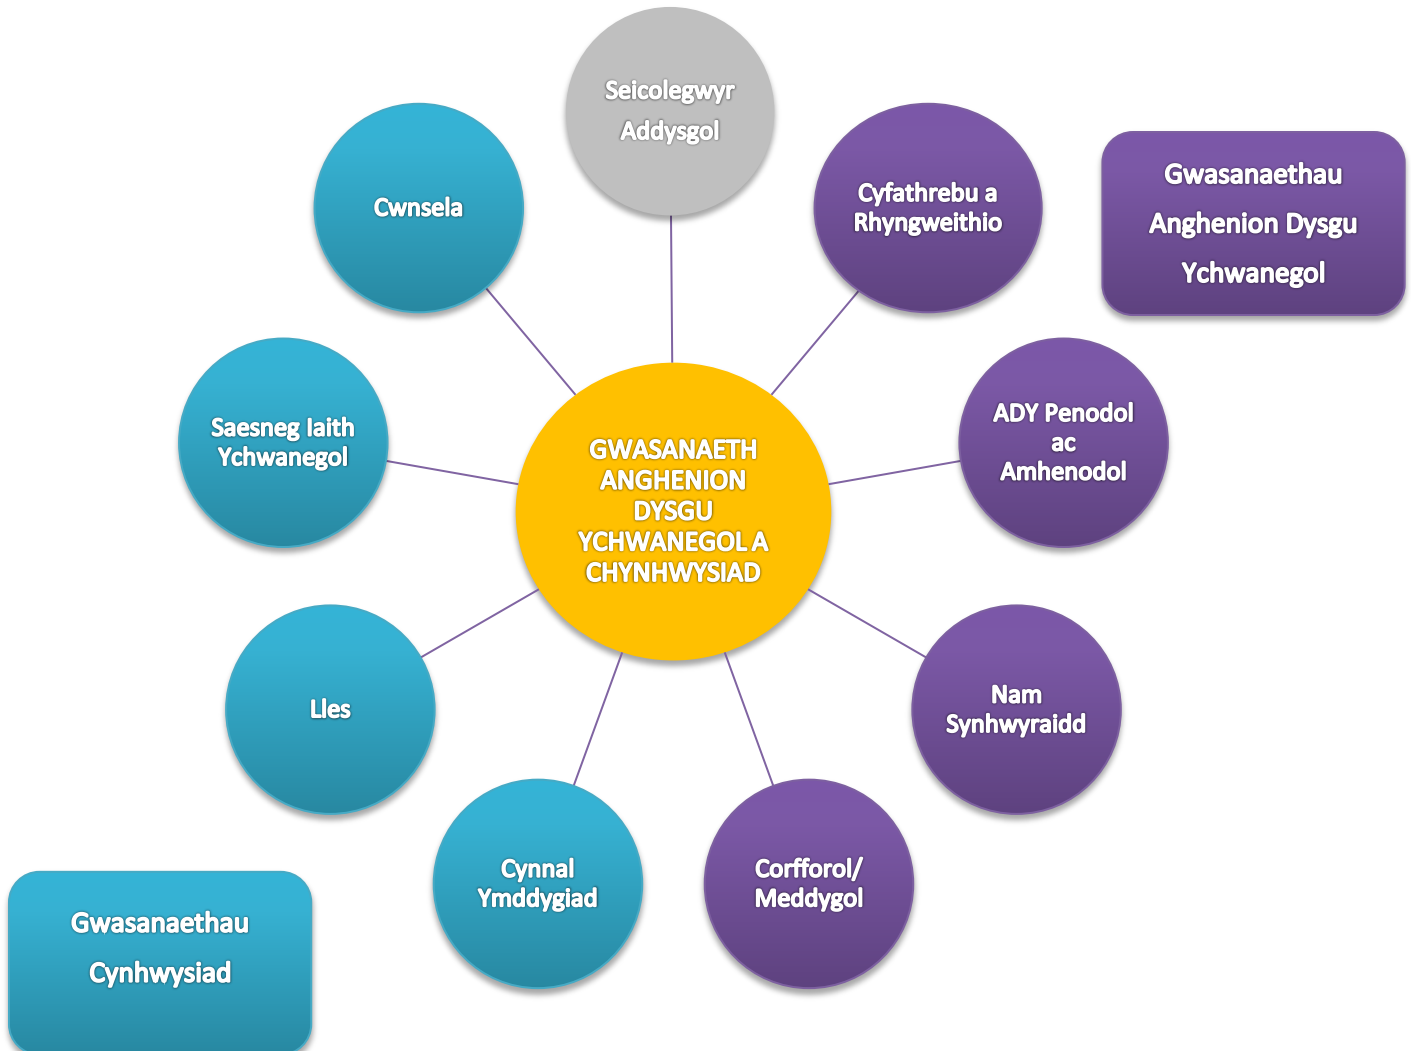 Seicolegwyr
Addysgol
Cyfathrebu a
Rhyngweithio
Gwasanaethau
Anghenion Dysgu
Ychwanegol
Cwnsela
ADY Penodol
ac
Amhenodol
Saesneg Iaith
Ychwanegol
GWASANAETH
ANGHENION
DYSGU
YCHWANEGOL A
CHYNHWYSIAD
Nam
Synhwyraidd
Lles
Cynnal
Ymddygiad
Corfforol/
Meddygol
Gwasanaethau
Cynhwysiad